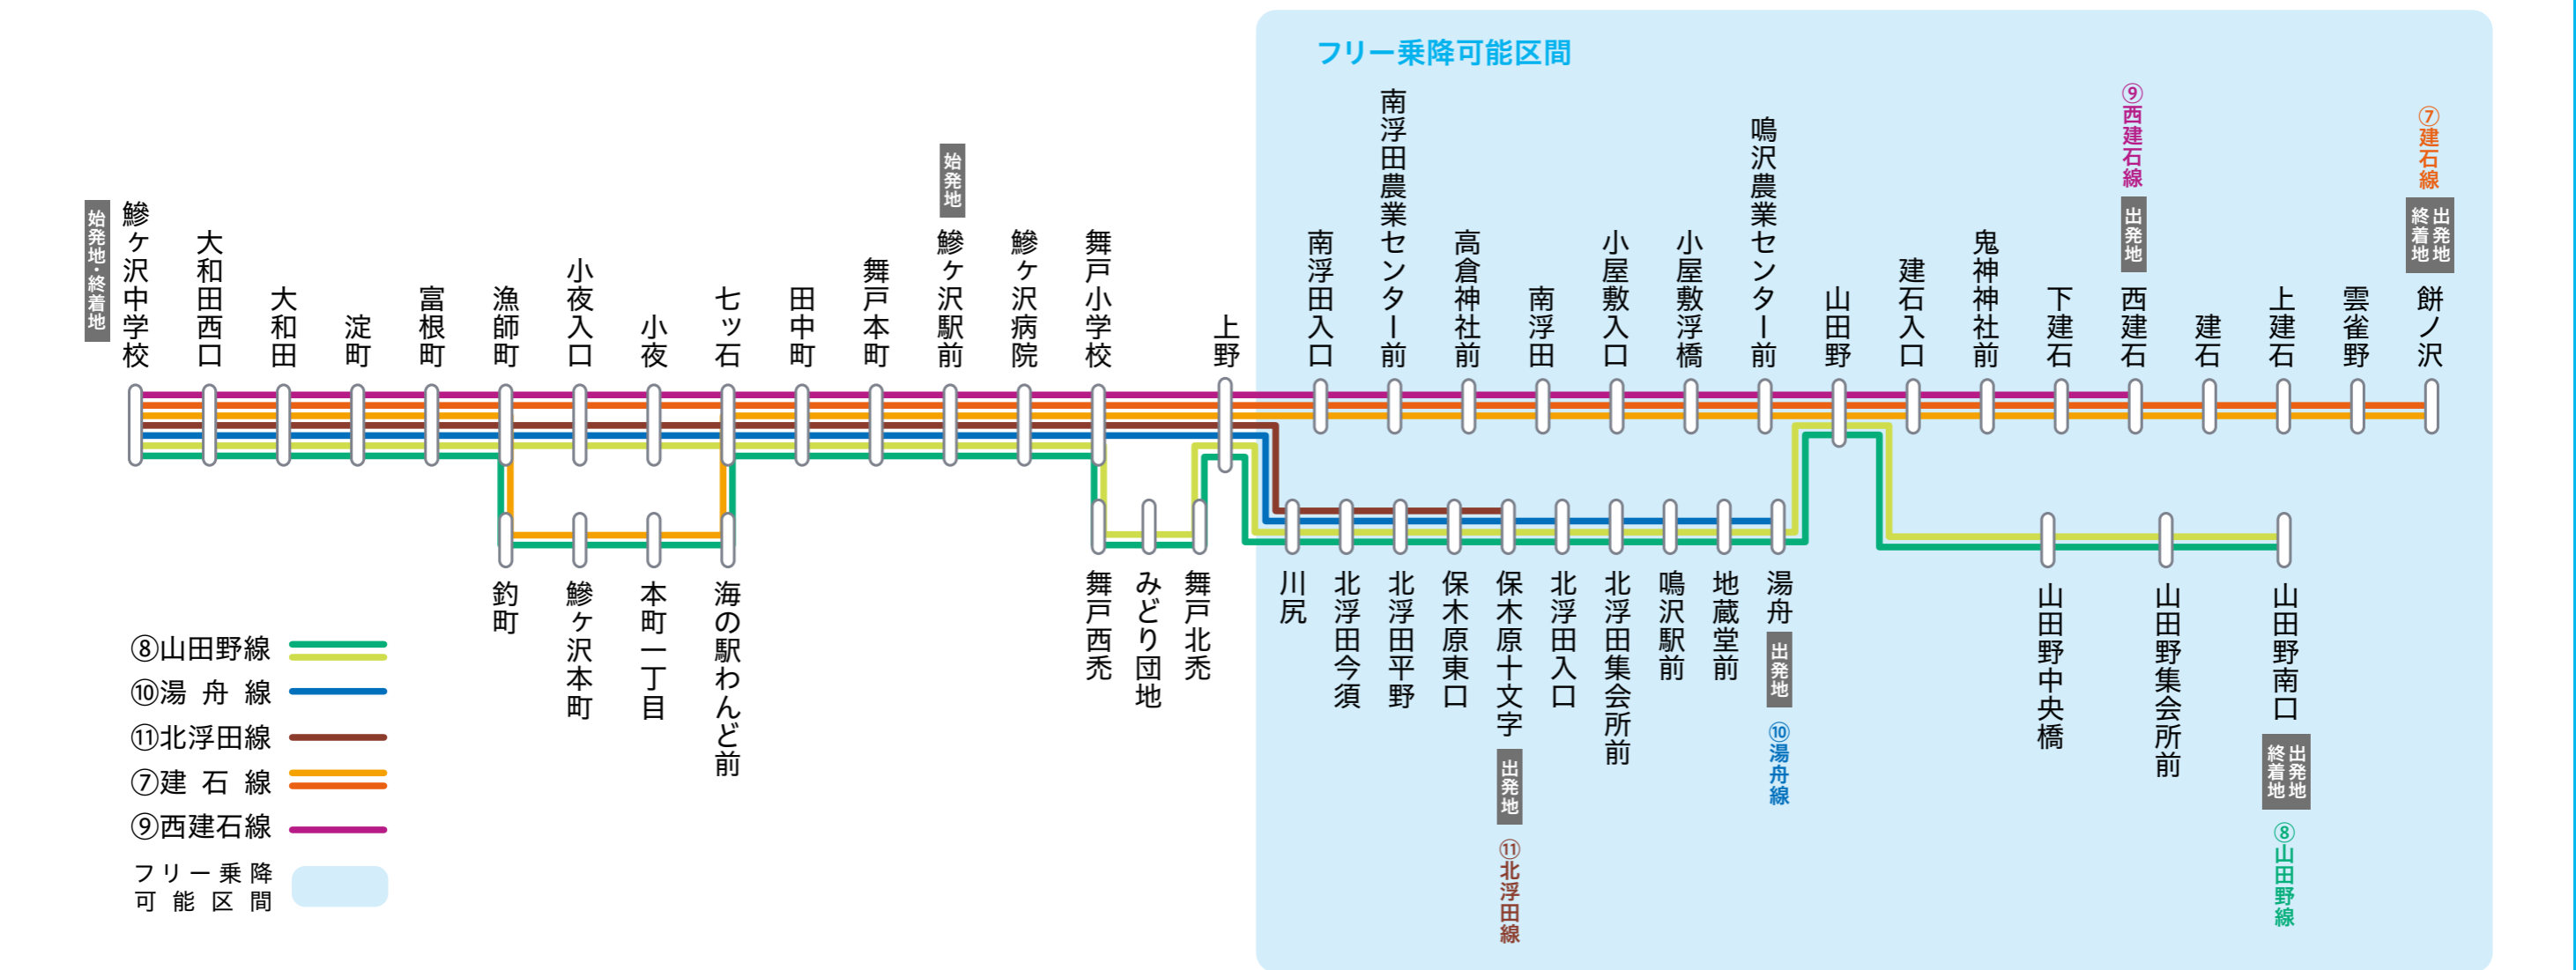 フリー乗降可能区間
始発地・終着地
鰺ヶ沢中学校
大和田西口
大和田
淀町
富根町
漁師町
小夜入口
小夜
七ッ石
田中町
舞戸本町
始発地
鰺ヶ沢駅前
鰺ヶ沢病院
舞戸小学校
上野
南浮田入口
南浮田農業センター前
高倉神社前
南浮田
小屋敷入口
小屋敷浮橋
鳴沢農業センター前
山田野
建石入口
鬼神神社前
下建石
⑨西建石線
出発地
西建石
建石
上建石
雲雀野
⑦建石線
出発地
終着地
餅ノ沢
釣町
鰺ヶ沢本町
本町一丁目
海の駅わんど前
舞戸西禿
みどり団地
舞戸北禿
川尻
北浮田今須
北浮田平野
保木原東口
保木原十文字
出発地
⑪北浮田線
北浮田入口
北浮田集会所前
鳴沢駅前
地蔵堂前
湯舟
出発地
⑩湯舟線
山田野中央橋
山田野集会所前
山田野南口
出発地
終着地
⑧山田野線
⑧山田野線
⑩湯舟線
⑪北浮田線
⑦建石線
⑨西建石線
フリー乗降
可能区間